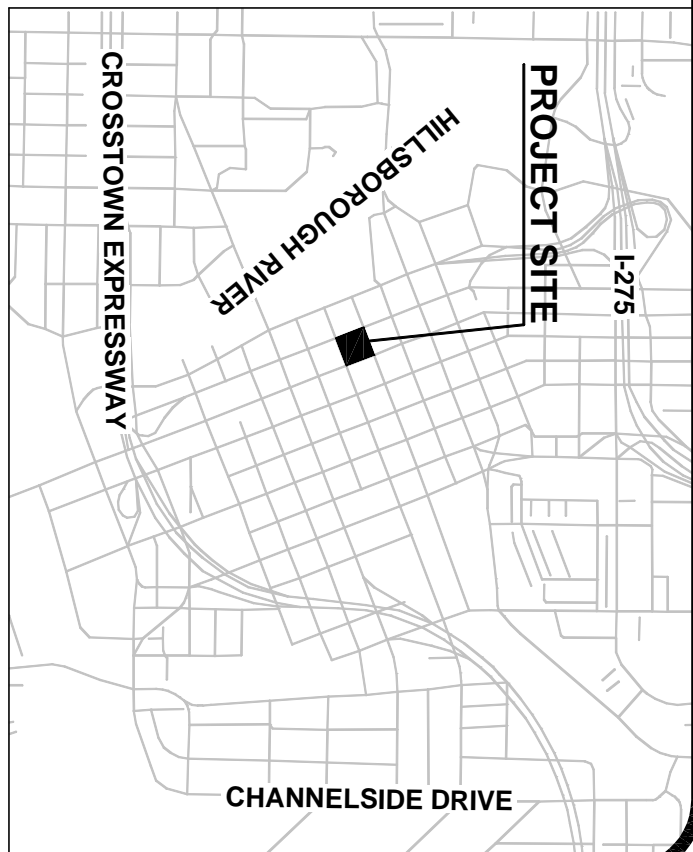 PROJECT SITE
I-275
HILLSBOROUGH RIVER
CROSSTOWN EXPRESSWAY
CHANNELSIDE DRIVE